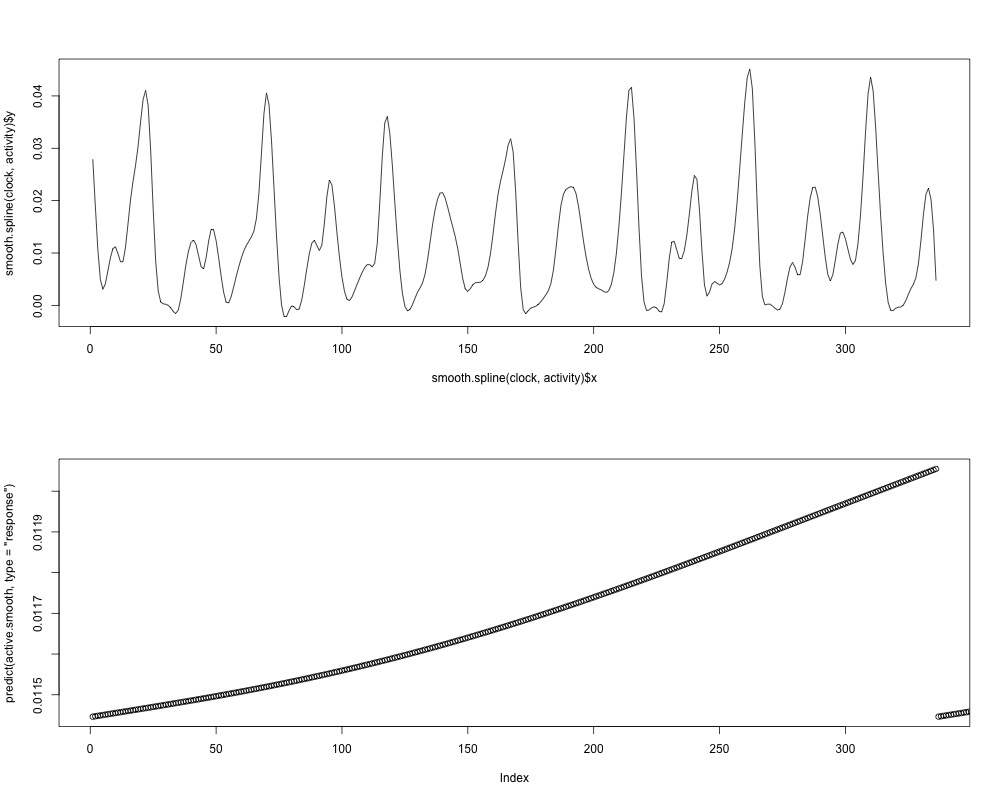 smooth.spline(clock, activity)$y
0.00 0.01 0.02 0.03 0.04
0 50 100 150 200 250 300
smooth.spline(clock, activity)$x
predict(active.smooth, type = "response")
0.0115 0.0117 0.0119
0 50 100 150 200 250 300
Index